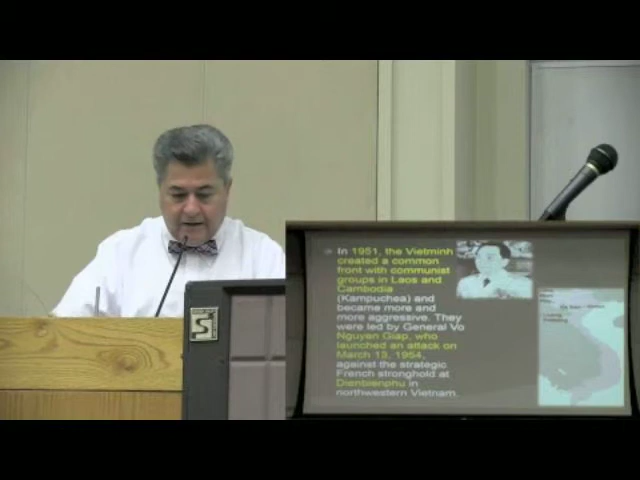 In 1951, the Vietminh
created a common
front with communist
groups in Laos and
Cambodia
(Kampuchea) and
became more and
more aggressive. They
were led by General Vo
Nguyen Giap, who
launched an attack on
March 13, 1954,
against the strategic
French stronghold at
Dienbienphu in
northwestern Vietnam.
S